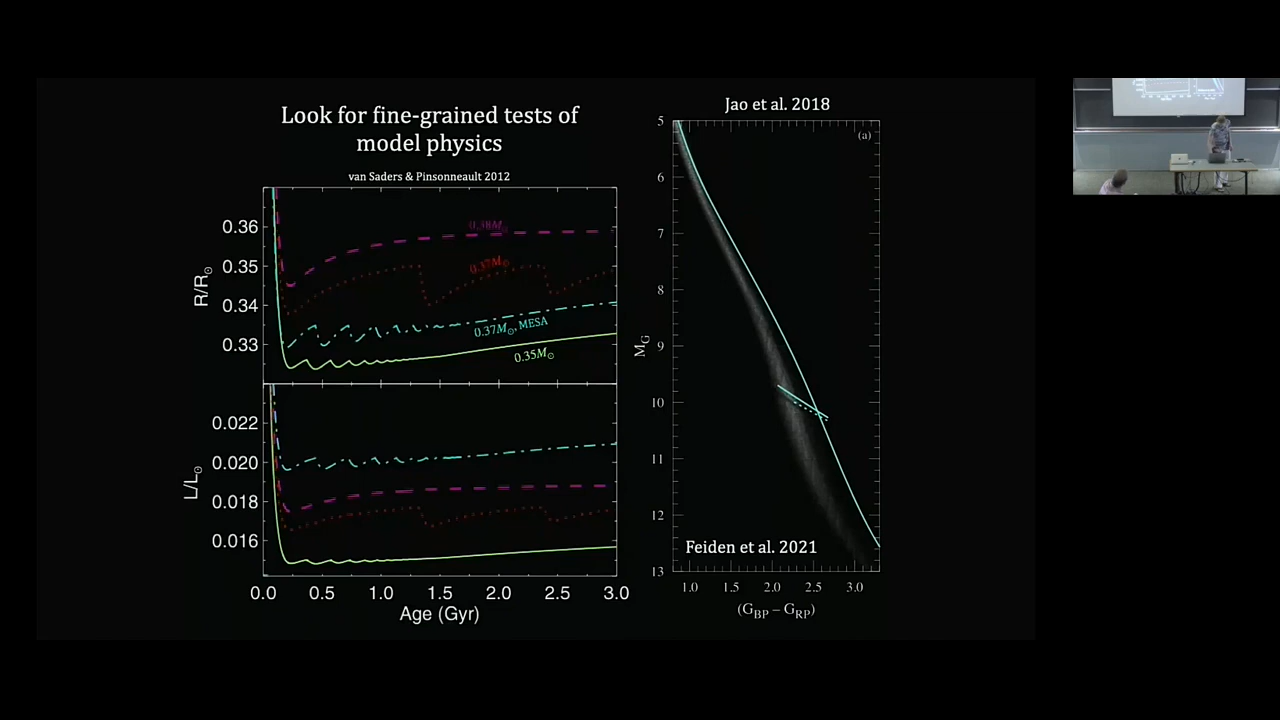 Look for fine-grained tests of
model physics
van Saders & Pinsonneault 2012
0.36
0.35
0.34
0.33
R/R⊙
0.38M
0.37M⊙
0.37M⊙, MESA
0.35M⊙
0.022
0.020
0.018
0.016
L/L⊙
0.0 0.5 1.0 1.5 2.0 2.5 3.0
Age (Gyr)
Jao et al. 2018
(a)
5
6
7
8
9
10
11
12
13
M_G
Feiden et al. 2021
1.0 1.5 2.0 2.5 3.0
(G_BP – G_RP)